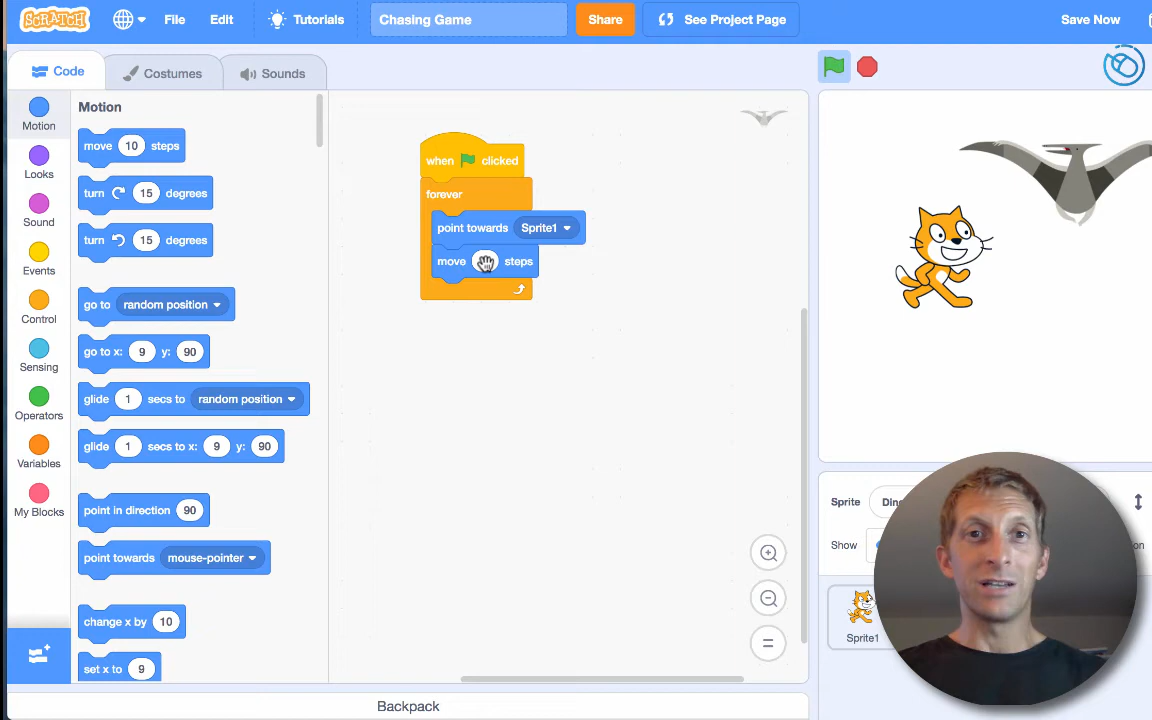 SCRATCH
File
Edit
Tutorials
Chasing Game
Share
See Project Page
Save Now
Code
Costumes
Sounds
Motion
Looks
Sound
Events
Control
Sensing
Operators
Variables
My Blocks
Motion
move 10 steps
turn 15 degrees
turn 15 degrees
go to random position
go to x: 9 y: 90
glide 1 secs to random position
glide 1 secs to x: 9 y: 90
point in direction 90
point towards mouse-pointer
change x by 10
set x to 9
when clicked
forever
point towards Sprite1
move steps
Sprite
Show
Sprite1
Backpack